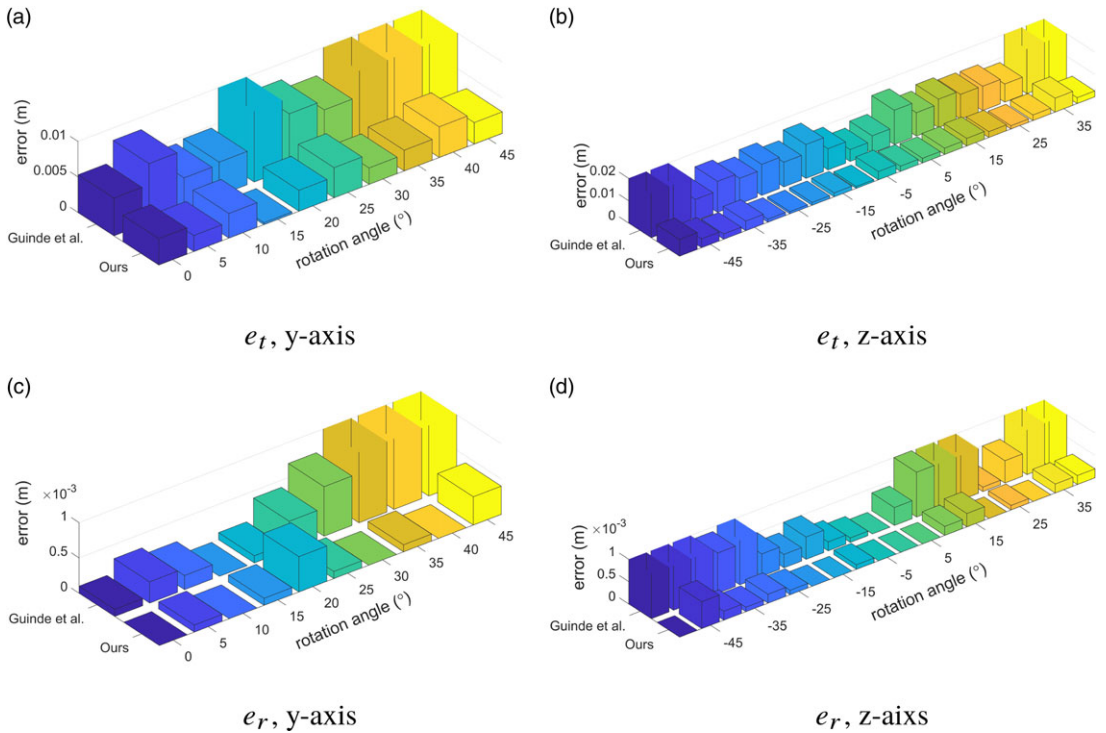 (a)
error (m)
0.01
0.005
0
Guinde et al.
Ours
0
5
10
15
20
25
30
35
40
45
rotation angle (°)
e_t, y-axis
(b)
error (m)
0.02
0.01
0
Guinde et al.
Ours
-45
-35
-25
-15
-5
5
15
25
35
rotation angle (°)
e_t, z-axis
(c)
error (m)
×10⁻³
1
0.5
0
Guinde et al.
Ours
0
5
10
15
20
25
30
35
40
45
rotation angle (°)
e_r, y-axis
(d)
error (m)
×10⁻³
1
0.5
0
Guinde et al.
Ours
-45
-35
-25
-15
-5
5
15
25
35
rotation angle (°)
e_r, z-aixs